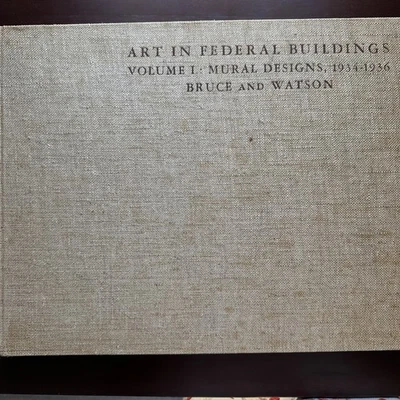 ART IN FEDERAL BUILDINGS
VOLUME I.: MURAL DESIGNS, 1934-1936
BRUCE AND WATSON